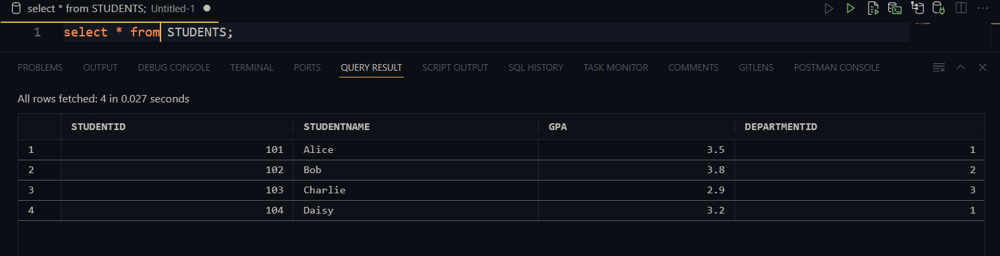 select * from STUDENTS; Untitled-1
1 select * from STUDENTS;
PROBLEMS OUTPUT DEBUG CONSOLE TERMINAL PORTS QUERY RESULT SCRIPT OUTPUT SQL HISTORY TASK MONITOR COMMENTS GITLENS POSTMAN CONSOLE
All rows fetched: 4 in 0.027 seconds
STUDENTID STUDENTNAME GPA DEPARTMENTID
1 101 Alice 3.5 1
2 102 Bob 3.8 2
3 103 Charlie 2.9 3
4 104 Daisy 3.2 1